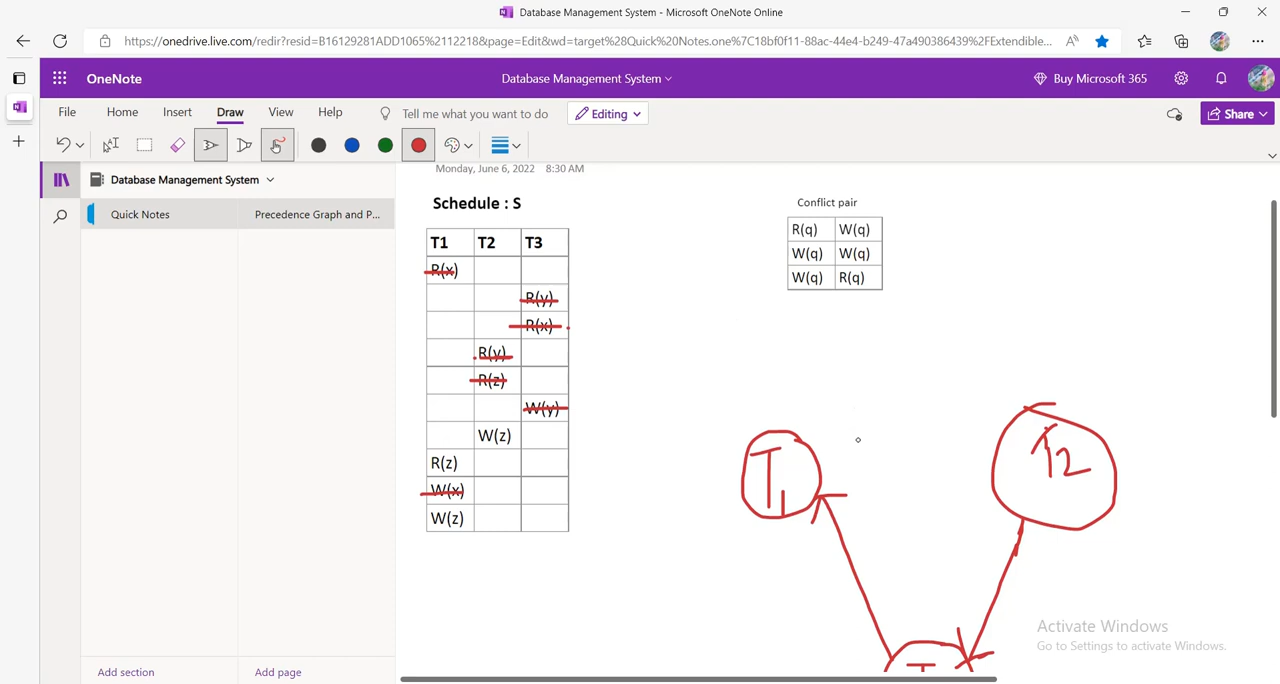 Database Management System - Microsoft OneNote Online
https://onedrive.live.com/redir?resid=B16129281ADD1065%2112218&page=Edit&wd=target%28Quick%20Notes.one%7C18bf0f11-88ac-44e4-b249-47a490386439%2FExtendible...
OneNote
Database Management System
Buy Microsoft 365
File Home Insert Draw View Help Tell me what you want to do Editing
Share
Database Management System
Quick Notes
Precedence Graph and P...
Monday, June 6, 2022 8:30 AM
Schedule : S
Conflict pair
R(q) W(q)
W(q) W(q)
W(q) R(q)
T1 T2 T3
R(x)
R(y)
R(x)
R(y)
R(z)
W(y)
W(z)
R(z)
W(x)
W(z)
T1
T2
T
Activate Windows
Go to Settings to activate Windows.
Add section
Add page